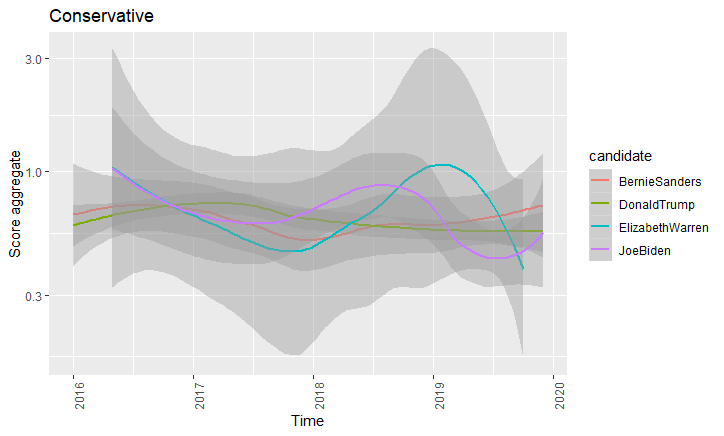 Conservative
3.0
1.0
0.3
Score aggregate
2016
2017
2018
2019
2020
Time
candidate
BernieSanders
DonaldTrump
ElizabethWarren
JoeBiden